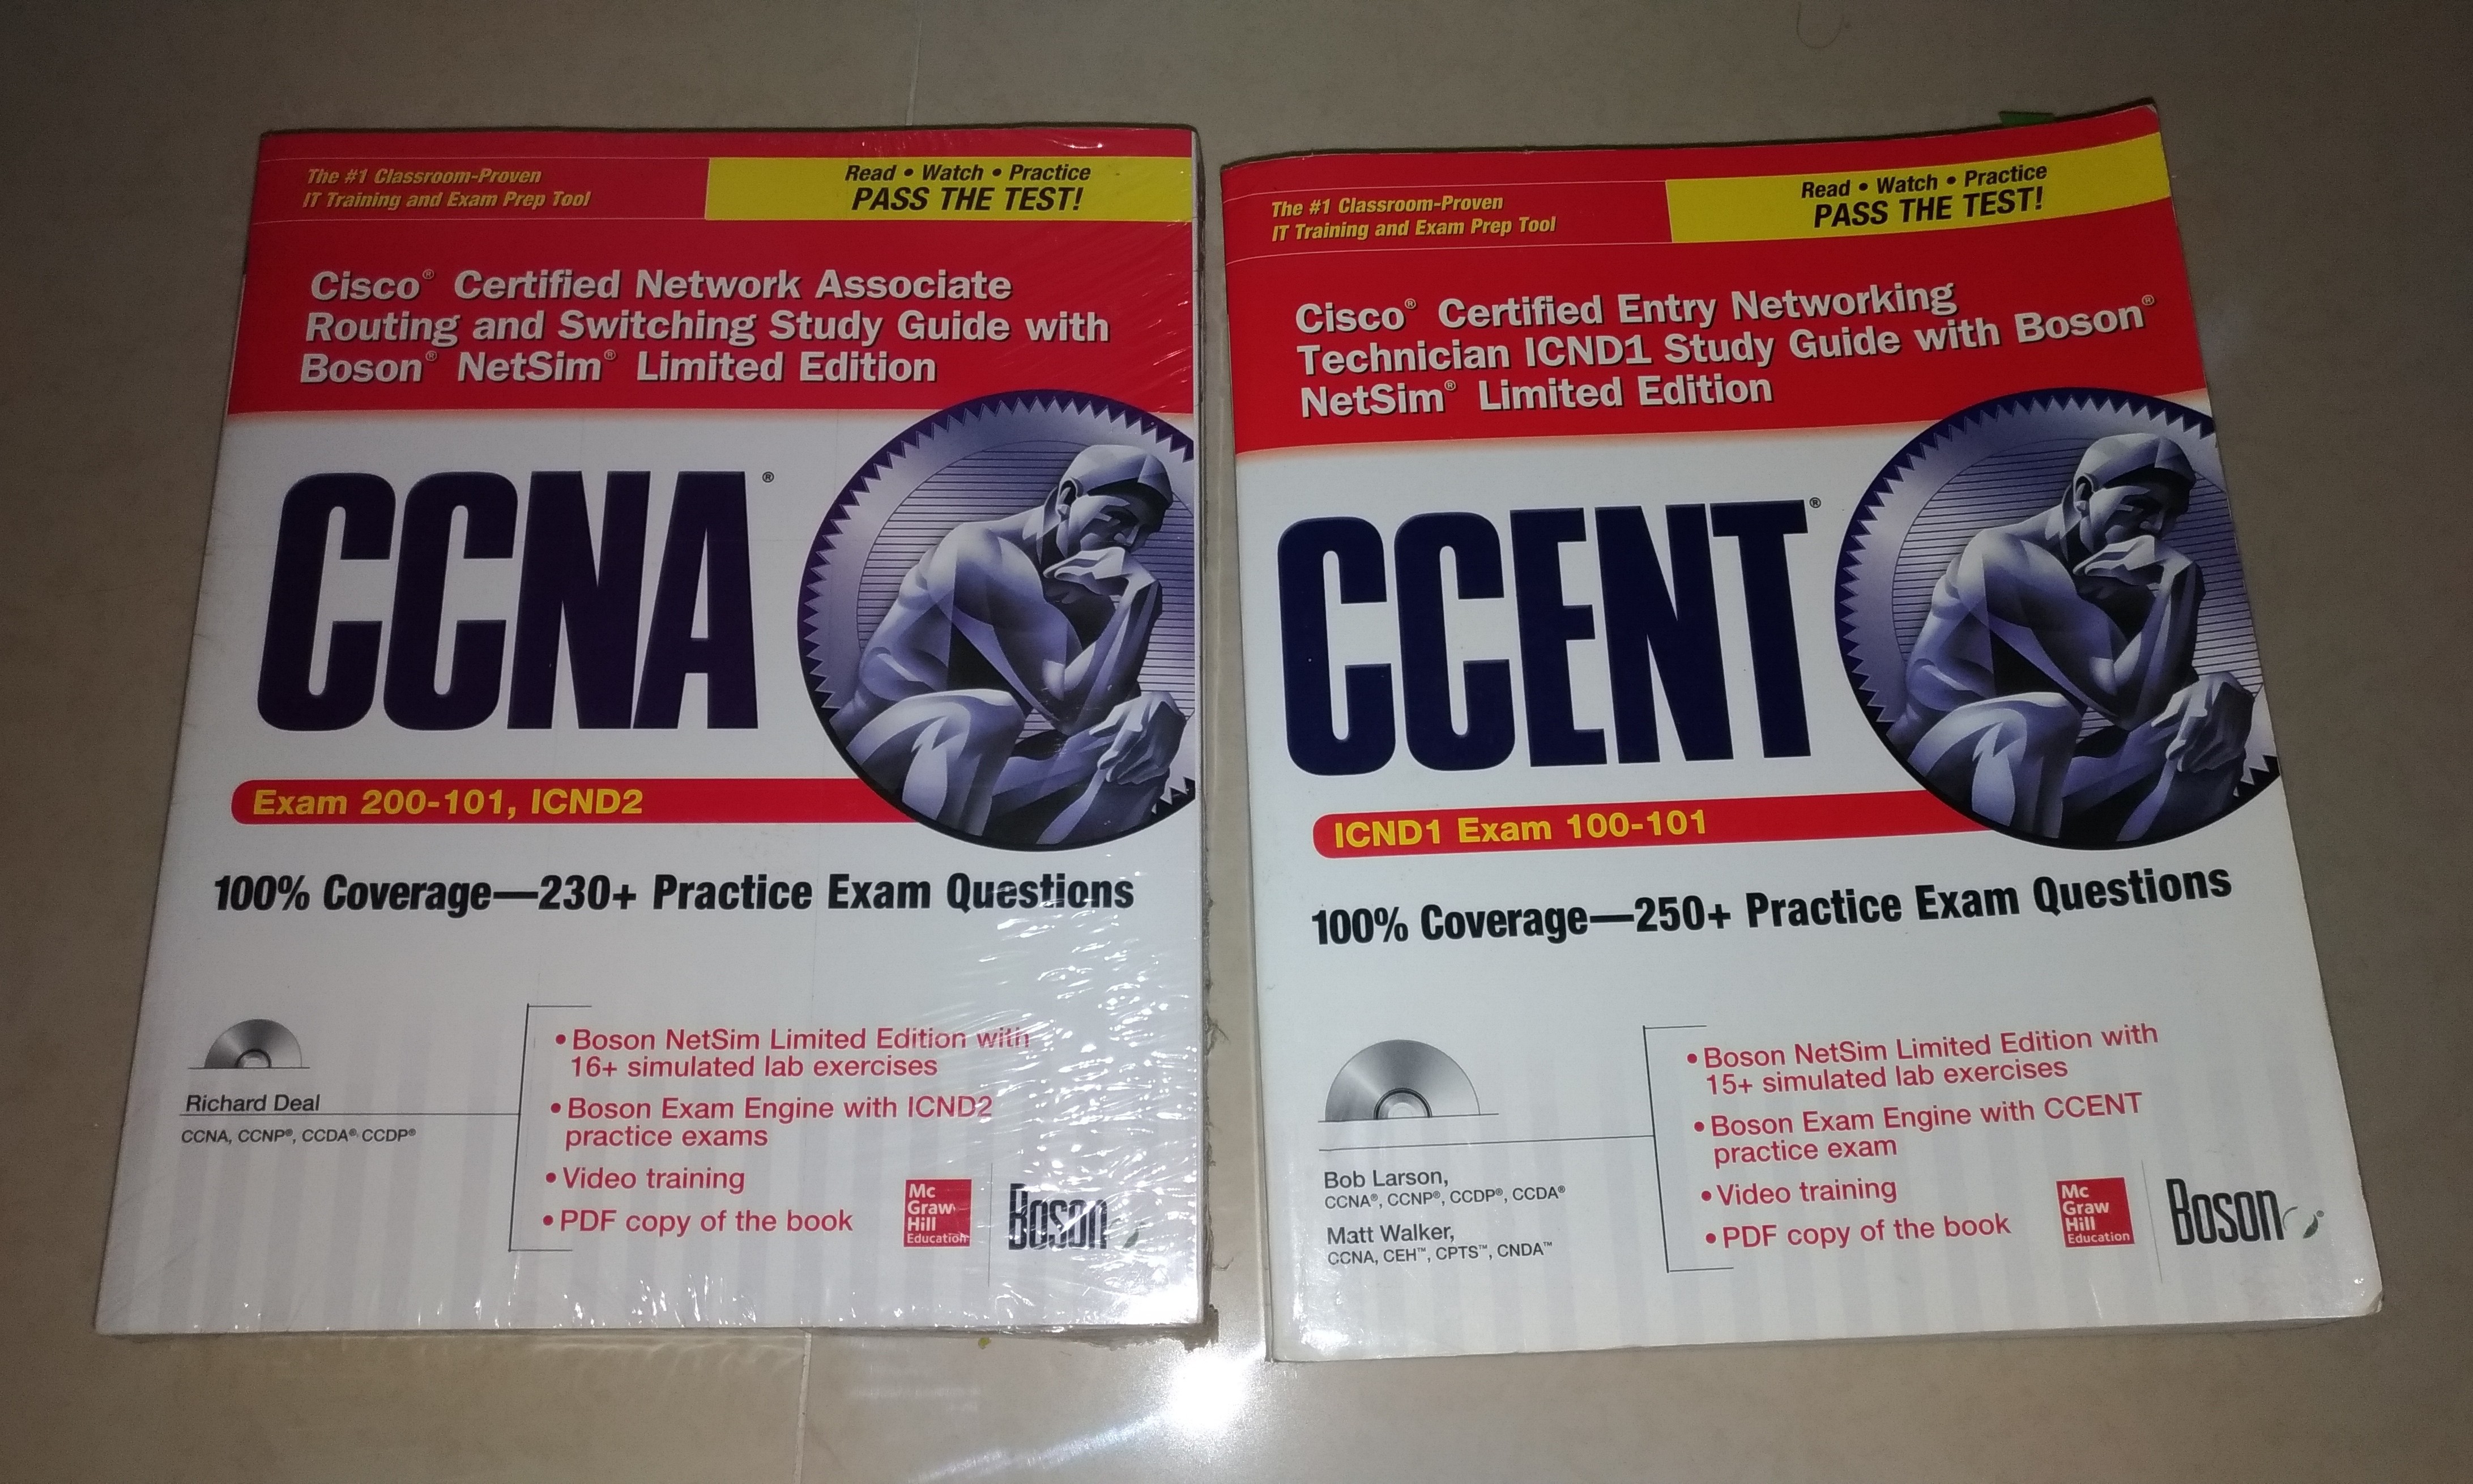 The #1 Classroom-Proven
IT Training and Exam Prep Tool
Read • Watch • Practice
PASS THE TEST!
Cisco® Certified Network Associate
Routing and Switching Study Guide with
Boson® NetSim® Limited Edition
CCNA®
Exam 200-101, ICND2
100% Coverage—230+ Practice Exam Questions
Richard Deal
CCNA, CCNP®, CCDA®, CCDP®
• Boson NetSim Limited Edition with
16+ simulated lab exercises
• Boson Exam Engine with ICND2
practice exams
• Video training
• PDF copy of the book
Mc
Graw
Hill
Education
Boson
The #1 Classroom-Proven
IT Training and Exam Prep Tool
Read • Watch • Practice
PASS THE TEST!
Cisco® Certified Entry Networking
Technician ICND1 Study Guide with Boson®
NetSim® Limited Edition
CCENT®
ICND1 Exam 100-101
100% Coverage—250+ Practice Exam Questions
Bob Larson,
CCNA®, CCNP®, CCDP®, CCDA®
Matt Walker,
CCNA, CEH™, CPTS™, CNDA™
• Boson NetSim Limited Edition with
15+ simulated lab exercises
• Boson Exam Engine with CCENT
practice exam
• Video training
• PDF copy of the book
Mc
Graw
Hill
Education
Boson®